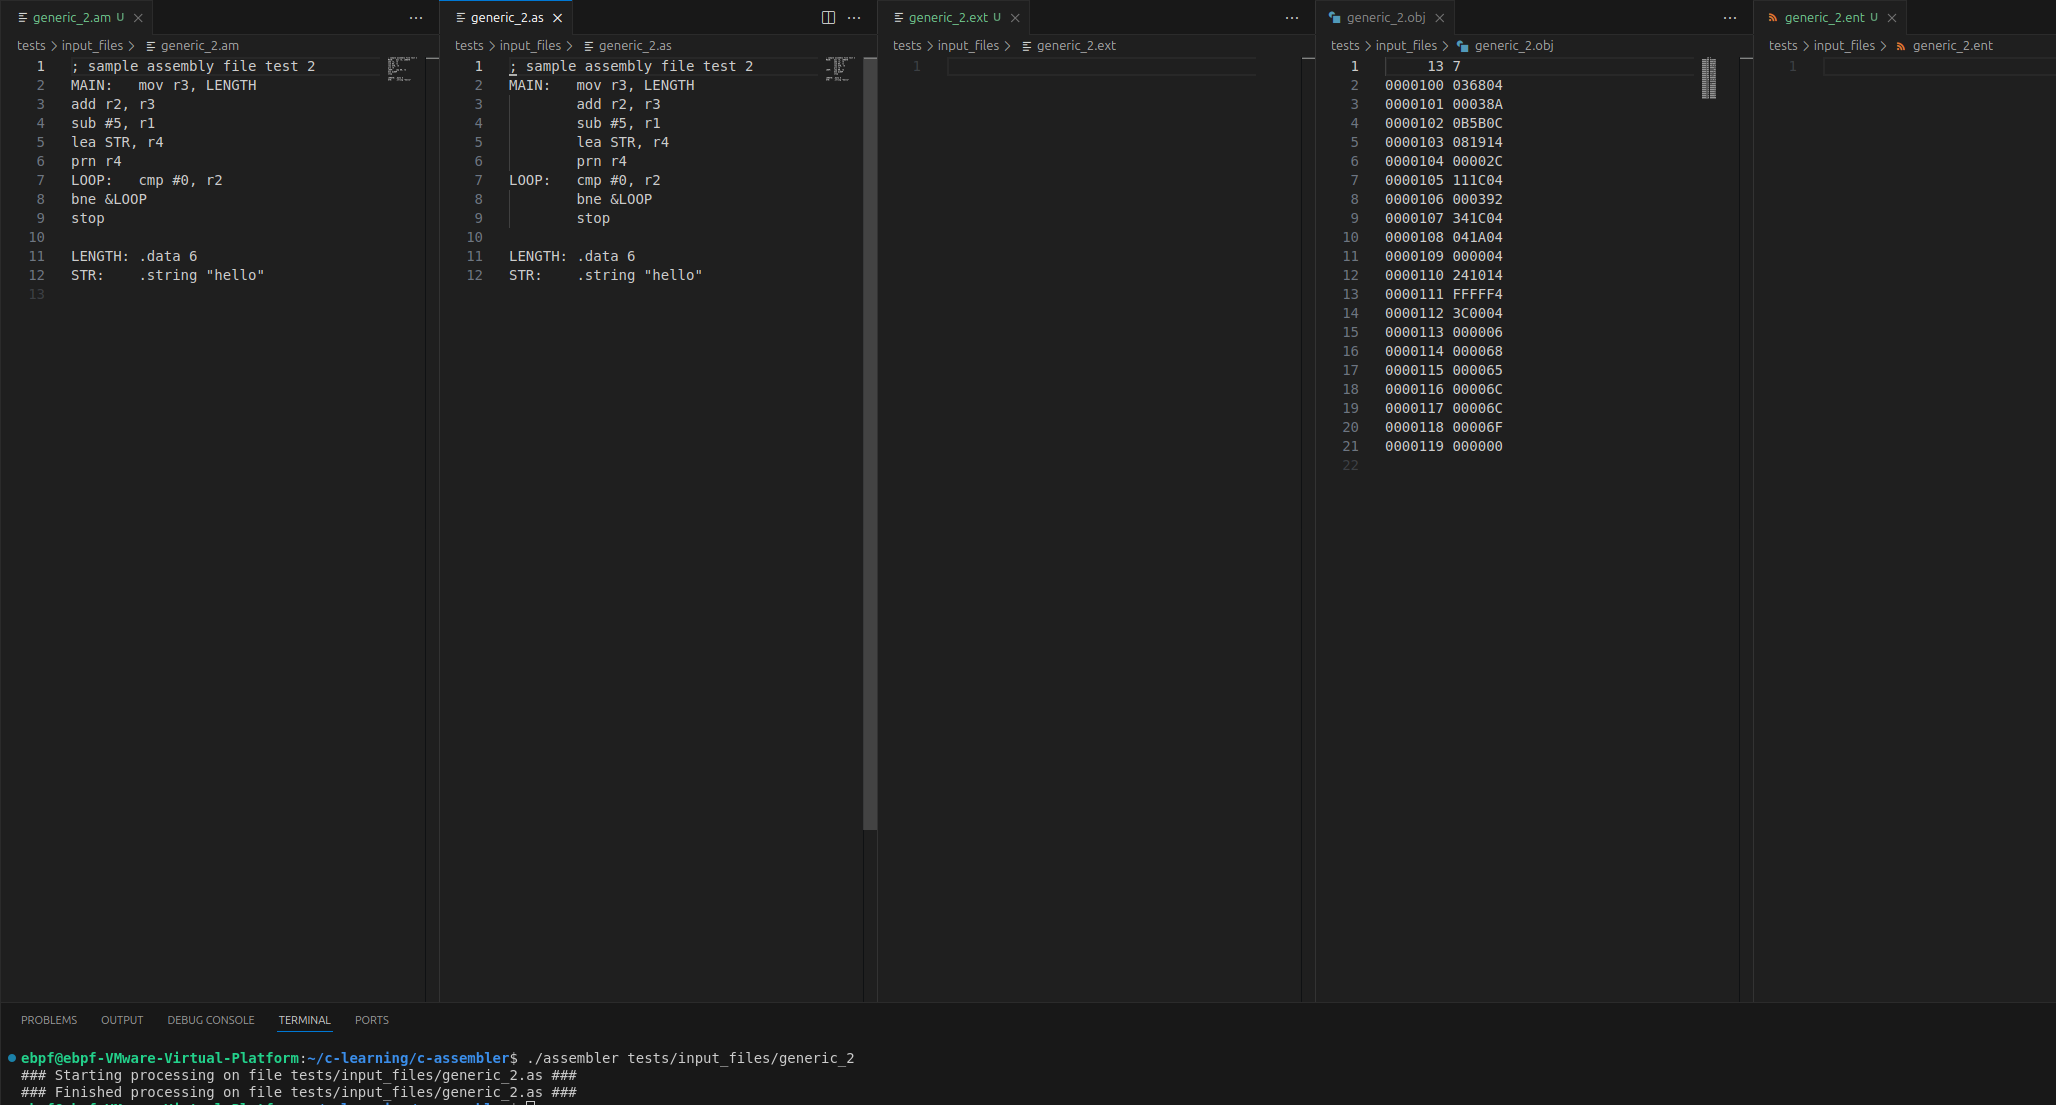 generic_2.am U
tests > input_files > generic_2.am
1 ; sample assembly file test 2
2 MAIN:   mov r3, LENGTH
3 add r2, r3
4 sub #5, r1
5 lea STR, r4
6 prn r4
7 LOOP:   cmp #0, r2
8 bne &LOOP
9 stop
10
11 LENGTH: .data 6
12 STR:    .string "hello"
13
generic_2.as
tests > input_files > generic_2.as
1 ; sample assembly file test 2
2 MAIN:   mov r3, LENGTH
3         add r2, r3
4         sub #5, r1
5         lea STR, r4
6         prn r4
7 LOOP:   cmp #0, r2
8         bne &LOOP
9         stop
10
11 LENGTH: .data 6
12 STR:    .string "hello"
generic_2.ext U
tests > input_files > generic_2.ext
1
generic_2.obj
tests > input_files > generic_2.obj
1      13 7
2 0000100 036804
3 0000101 00038A
4 0000102 0B5B0C
5 0000103 081914
6 0000104 00002C
7 0000105 111C04
8 0000106 000392
9 0000107 341C04
10 0000108 041A04
11 0000109 000004
12 0000110 241014
13 0000111 FFFFF4
14 0000112 3C0004
15 0000113 000006
16 0000114 000068
17 0000115 000065
18 0000116 00006C
19 0000117 00006C
20 0000118 00006F
21 0000119 000000
22
generic_2.ent U
tests > input_files > generic_2.ent
1
PROBLEMS OUTPUT DEBUG CONSOLE TERMINAL PORTS
ebpf@ebpf-VMware-Virtual-Platform:~/c-learning/c-assembler$ ./assembler tests/input_files/generic_2
### Starting processing on file tests/input_files/generic_2.as ###
### Finished processing on file tests/input_files/generic_2.as ###